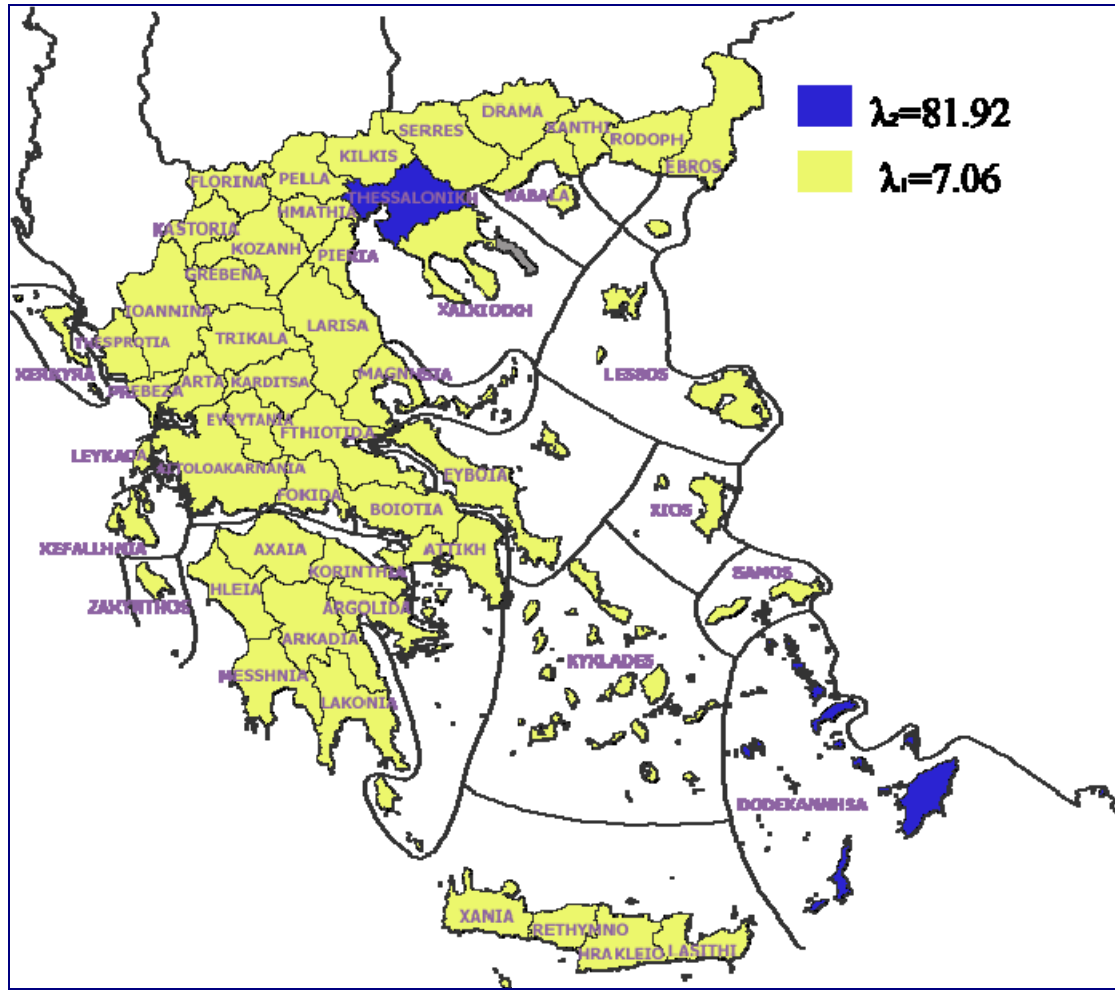 λ₂=81.92
λ₁=7.06
DRAMA
SERRES
XANTHI
RODOPH
KILKIS
EBROS
PELLA
FLORINA
THESSALONIKH
KABALA
HMATHIA
KASTORIA
KOZANH
PIERIA
GREBENA
XALKIDIKH
IOANNINA
LARISA
TRIKALA
THESPROTIA
KERKYRA
MAGNHSIA
LESBOS
ARTA
KARDITSA
PREBEZA
EYRYTANIA
FTHIOTIDA
LEYKADA
AITOLOAKARNANIA
EYBOIA
FOKIDA
BOIOTIA
XIOS
KEFALLHNIA
AXAIA
ATTIKH
KORINTHIA
SAMOS
HLEIA
ZAKYNTHOS
ARGOLIDA
ARKADIA
KYKLADES
MESSHNIA
LAKONIA
DODEKANNHSA
XANIA
RETHYMNO
HRAKLEIO
LASITHI